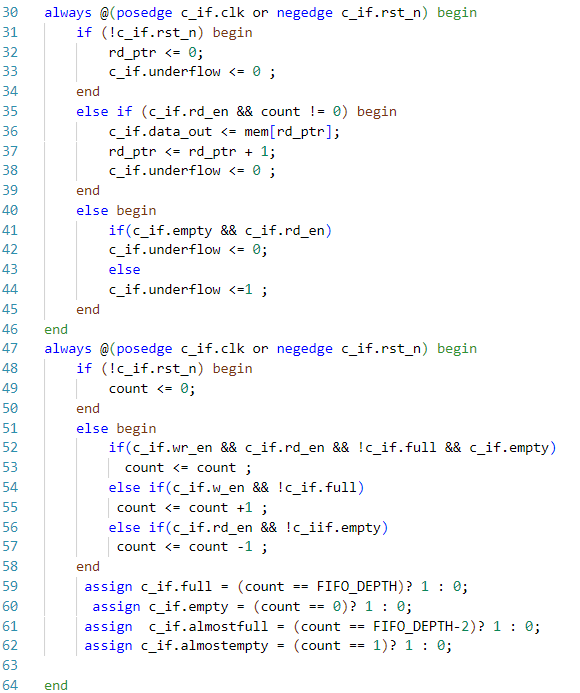 30 always @(posedge c_if.clk or negedge c_if.rst_n) begin
31 if (!c_if.rst_n) begin
32 rd_ptr <= 0;
33 c_if.underflow <= 0 ;
34 end
35 else if (c_if.rd_en && count != 0) begin
36 c_if.data_out <= mem[rd_ptr];
37 rd_ptr <= rd_ptr + 1;
38 c_if.underflow <= 0 ;
39 end
40 else begin
41 if(c_if.empty && c_if.rd_en)
42 c_if.underflow <= 0;
43 else
44 c_if.underflow <=1 ;
45 end
46 end
47 always @(posedge c_if.clk or negedge c_if.rst_n) begin
48 if (!c_if.rst_n) begin
49 count <= 0;
50 end
51 else begin
52 if(c_if.wr_en && c_if.rd_en && !c_if.full && c_if.empty)
53 count <= count ;
54 else if(c_if.w_en && !c_if.full)
55 count <= count +1 ;
56 else if(c_if.rd_en && !c_iif.empty)
57 count <= count -1 ;
58 end
59 assign c_if.full = (count == FIFO_DEPTH)? 1 : 0;
60 assign c_if.empty = (count == 0)? 1 : 0;
61 assign  c_if.almostfull = (count == FIFO_DEPTH-2)? 1 : 0;
62 assign c_if.almostempty = (count == 1)? 1 : 0;
63
64 end